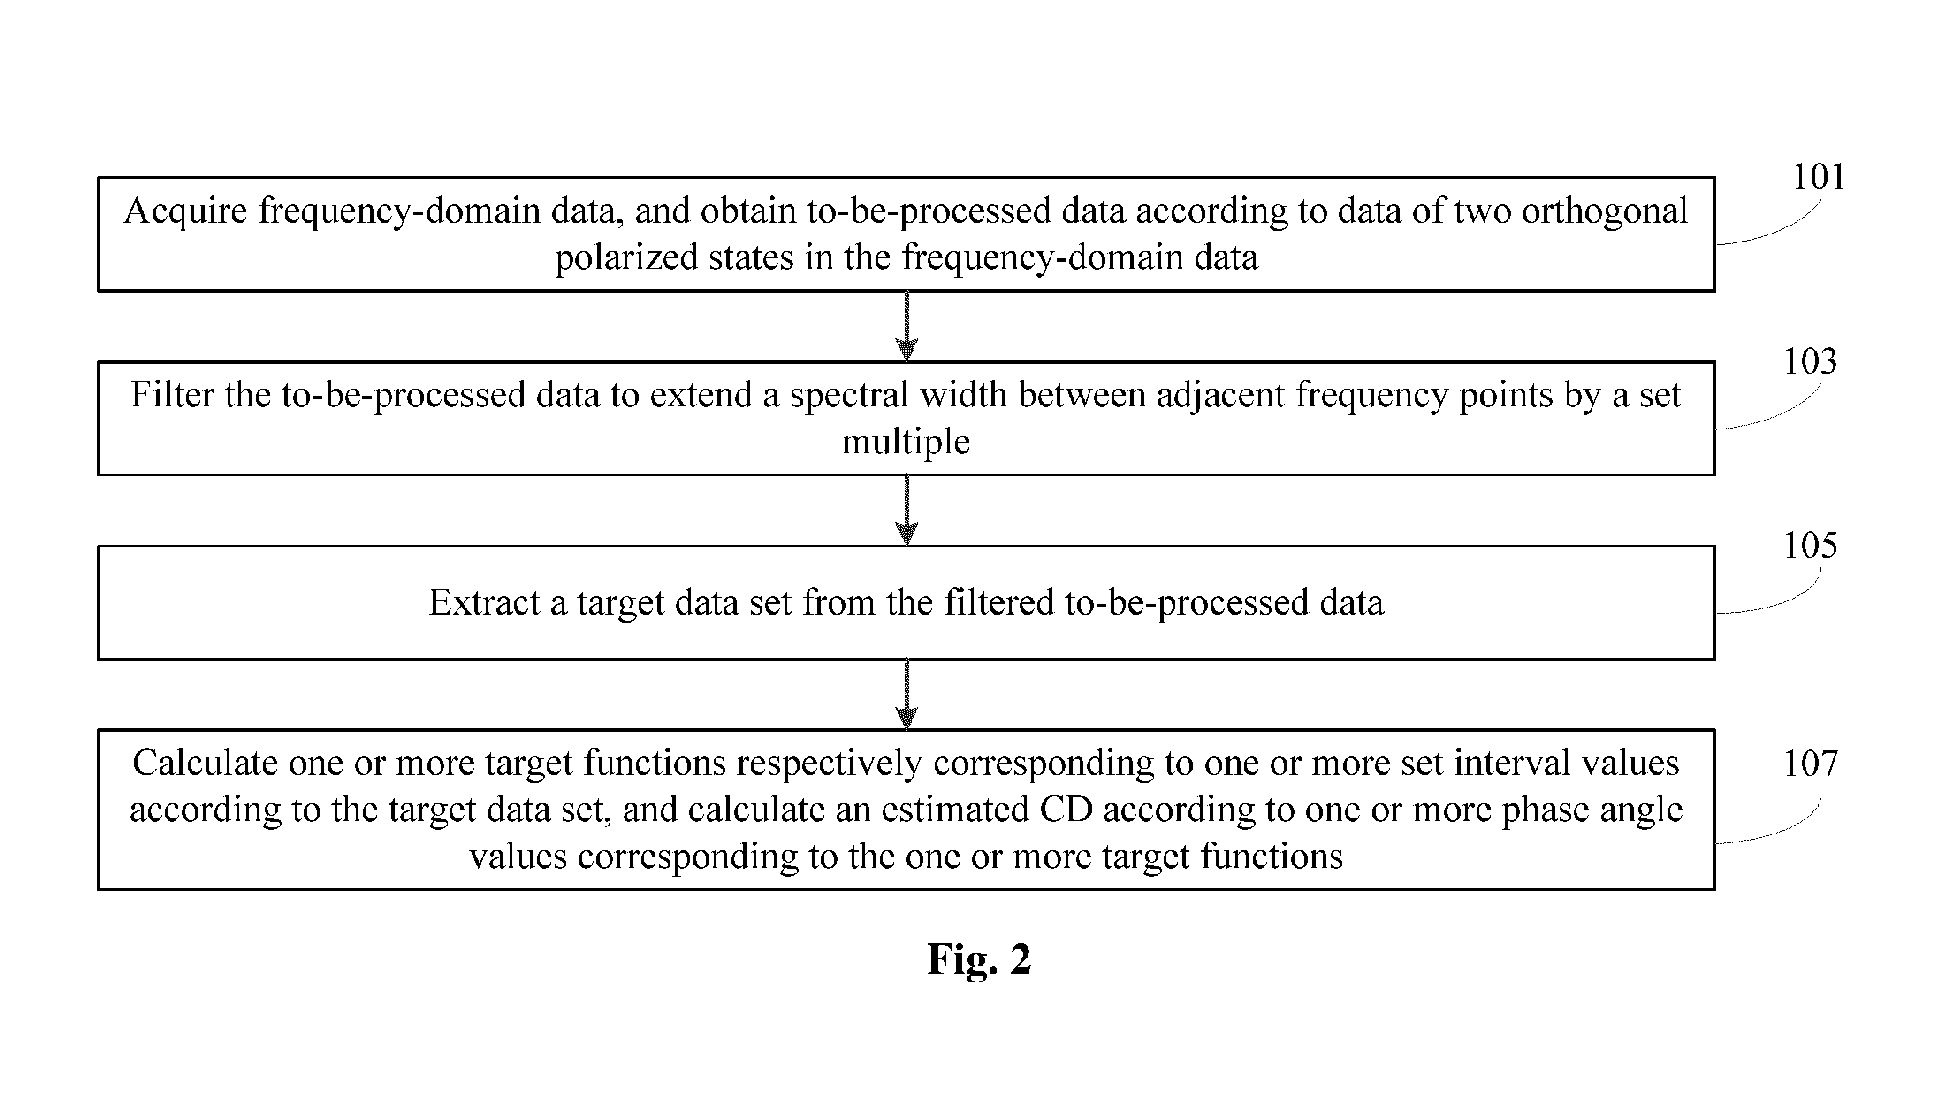 101
Acquire frequency-domain data, and obtain to-be-processed data according to data of two orthogonal
polarized states in the frequency-domain data
103
Filter the to-be-processed data to extend a spectral width between adjacent frequency points by a set
multiple
105
Extract a target data set from the filtered to-be-processed data
107
Calculate one or more target functions respectively corresponding to one or more set interval values
according to the target data set, and calculate an estimated CD according to one or more phase angle
values corresponding to the one or more target functions
Fig. 2